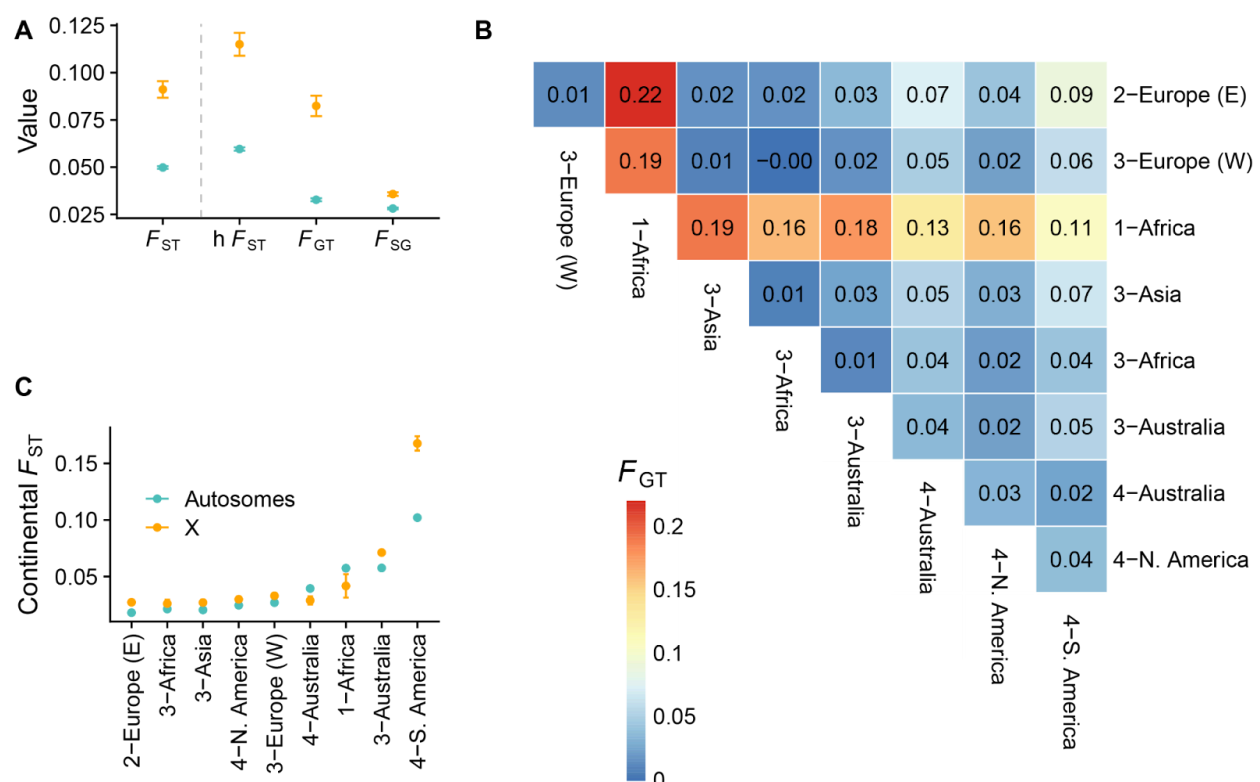 A
Value
0.125
0.100
0.075
0.050
0.025
FST
h FST
FGT
FSG
B
0.01 0.22 0.02 0.02 0.03 0.07 0.04 0.09 2−Europe (E)
0.19 0.01 −0.00 0.02 0.05 0.02 0.06 3−Europe (W)
0.19 0.16 0.18 0.13 0.16 0.11 1−Africa
0.01 0.03 0.05 0.03 0.07 3−Asia
0.01 0.04 0.02 0.04 3−Africa
0.04 0.02 0.05 3−Australia
0.03 0.02 4−Australia
0.04 4−N. America
3−Europe (W)
1−Africa
3−Asia
3−Africa
3−Australia
4−Australia
4−N. America
4−S. America
FGT
0.2
0.15
0.1
0.05
0
C
Continental FST
0.15
0.10
0.05
Autosomes
X
2−Europe (E)
3−Africa
3−Asia
4−N. America
3−Europe (W)
4−Australia
1−Africa
3−Australia
4−S. America